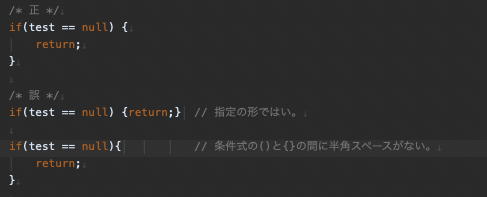 /* 正 */
if(test == null) {
    return;
}

/* 誤 */
if(test == null) {return;}  // 指定の形ではい。

if(test == null){           // 条件式の()と{}の間に半角スペースがない。
    return;
}